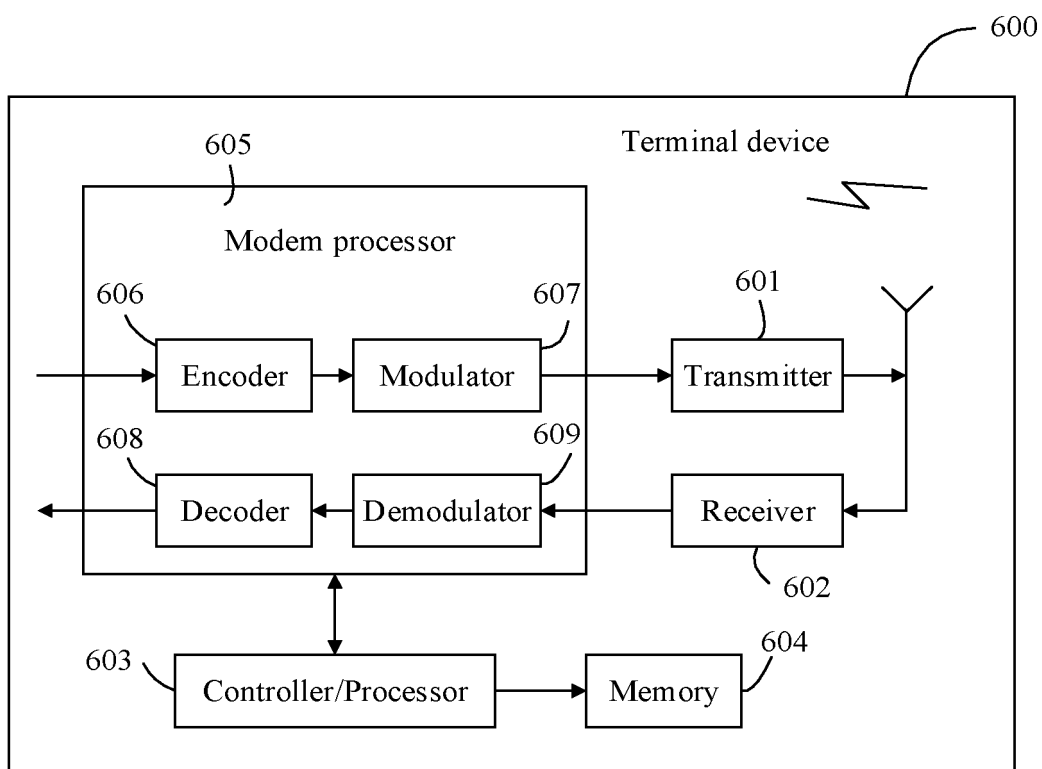 600
Terminal device
605
Modem processor
606
607
601
Encoder
Modulator
Transmitter
608
609
Decoder
Demodulator
Receiver
602
603
604
Controller/Processor
Memory